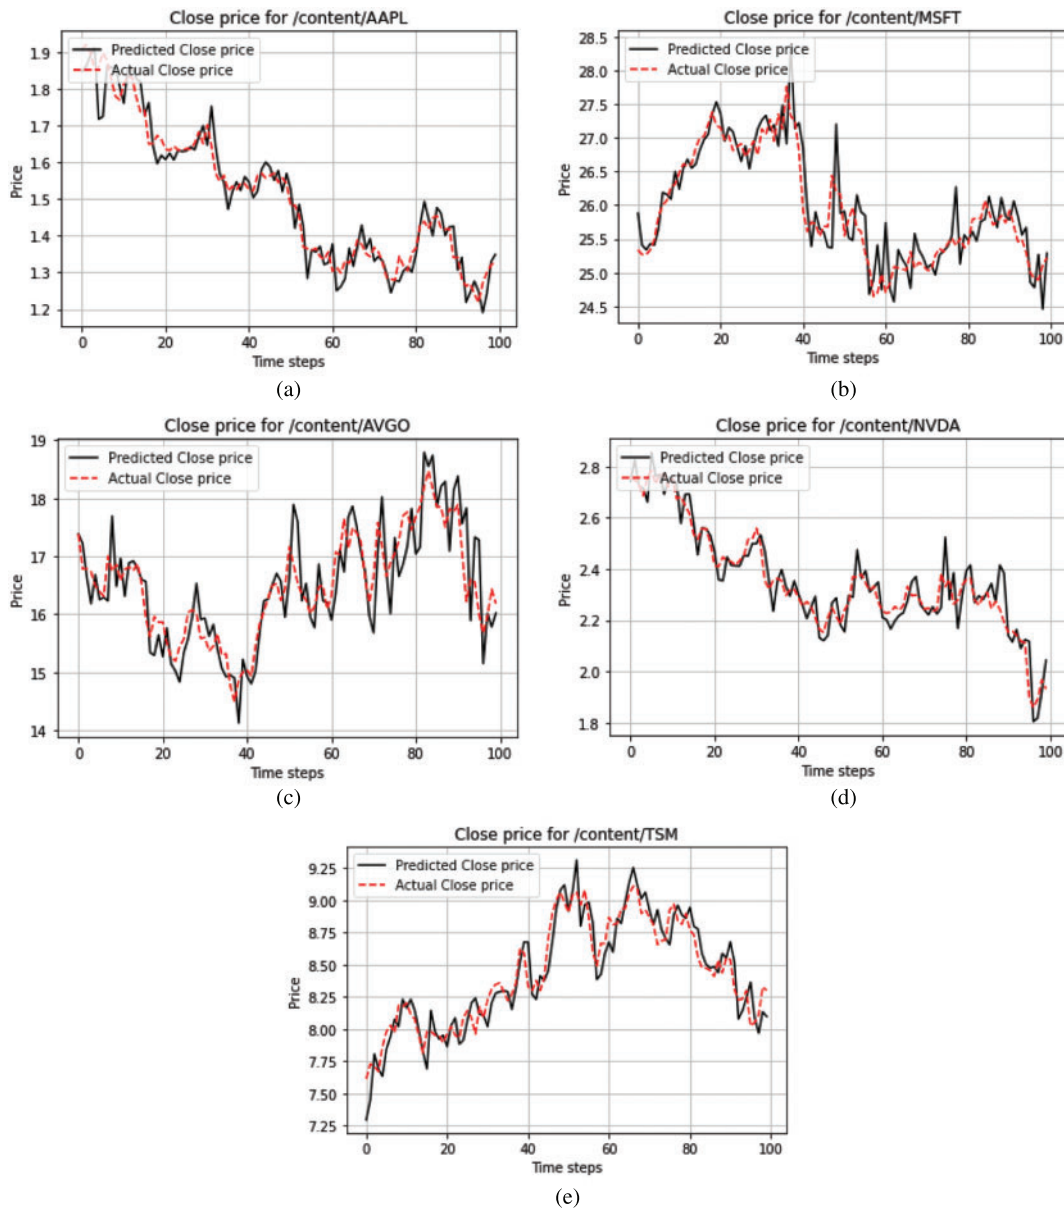 Close price for /content/AAPL
Predicted Close price
Actual Close price
1.9
1.8
1.7
1.6
1.5
1.4
1.3
1.2
Price
0 20 40 60 80 100
Time steps
(a)
Close price for /content/MSFT
Predicted Close price
Actual Close price
28.5
28.0
27.5
27.0
26.5
26.0
25.5
25.0
24.5
Price
0 20 40 60 80 100
Time steps
(b)
Close price for /content/AVGO
Predicted Close price
Actual Close price
19
18
17
16
15
14
Price
0 20 40 60 80 100
Time steps
(c)
Close price for /content/NVDA
Predicted Close price
Actual Close price
2.8
2.6
2.4
2.2
2.0
1.8
Price
0 20 40 60 80 100
Time steps
(d)
Close price for /content/TSM
Predicted Close price
Actual Close price
9.25
9.00
8.75
8.50
8.25
8.00
7.75
7.50
7.25
Price
0 20 40 60 80 100
Time steps
(e)